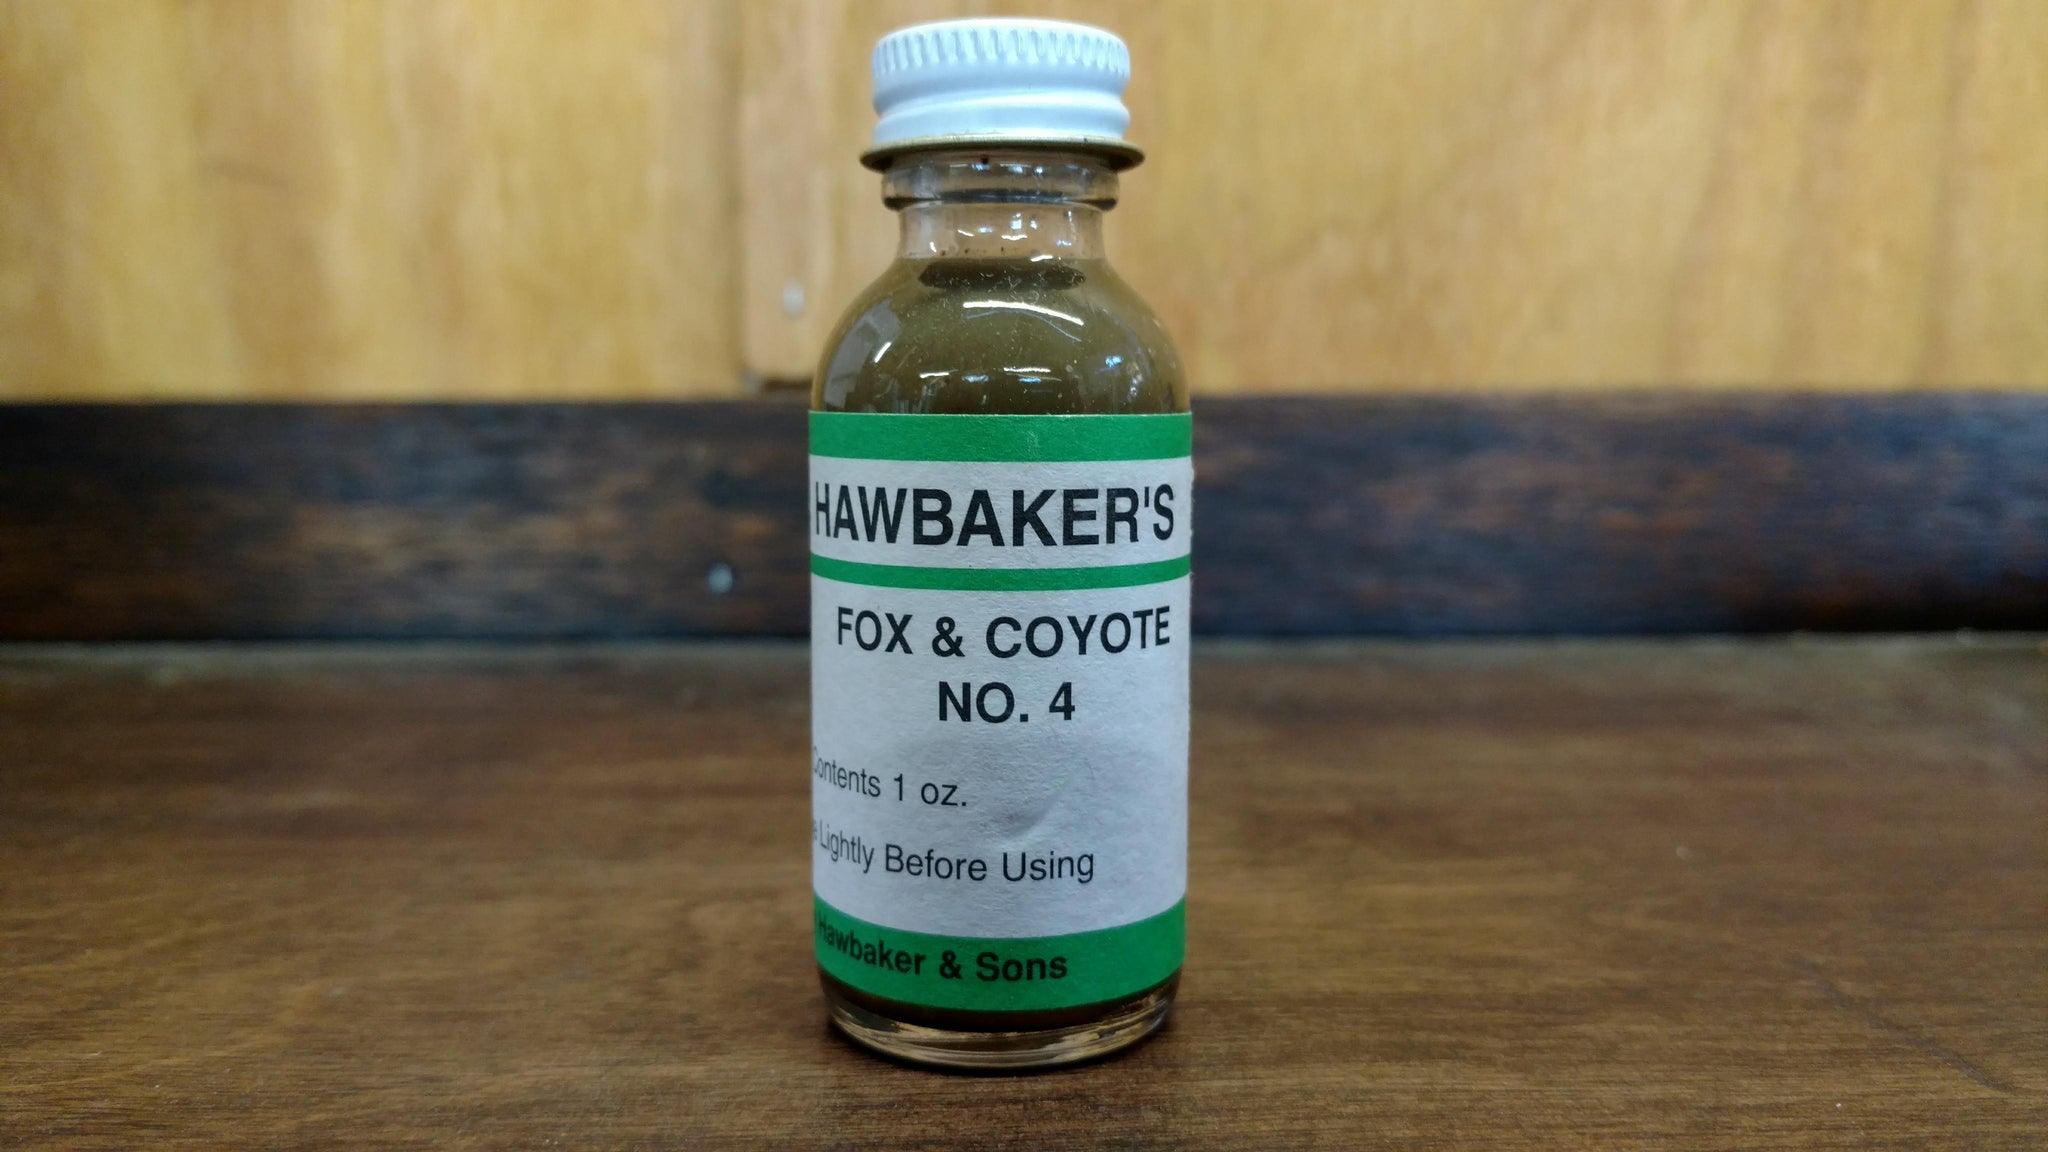 HAWBAKER'S
FOX & COYOTE
NO. 4
Contents 1 oz.
Lightly Before Using
Hawbaker & Sons